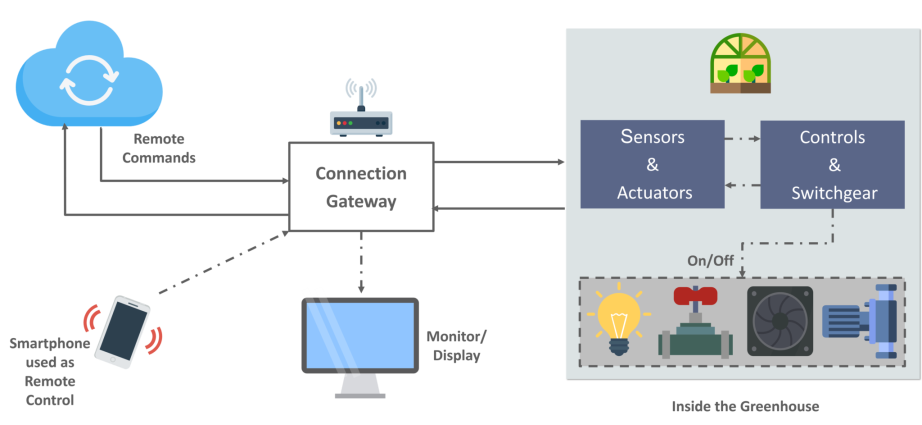 Remote
Commands
Connection
Gateway
Sensors
&
Actuators
Controls
&
Switchgear
On/Off
Monitor/
Display
Smartphone
used as
Remote
Control
Inside the Greenhouse